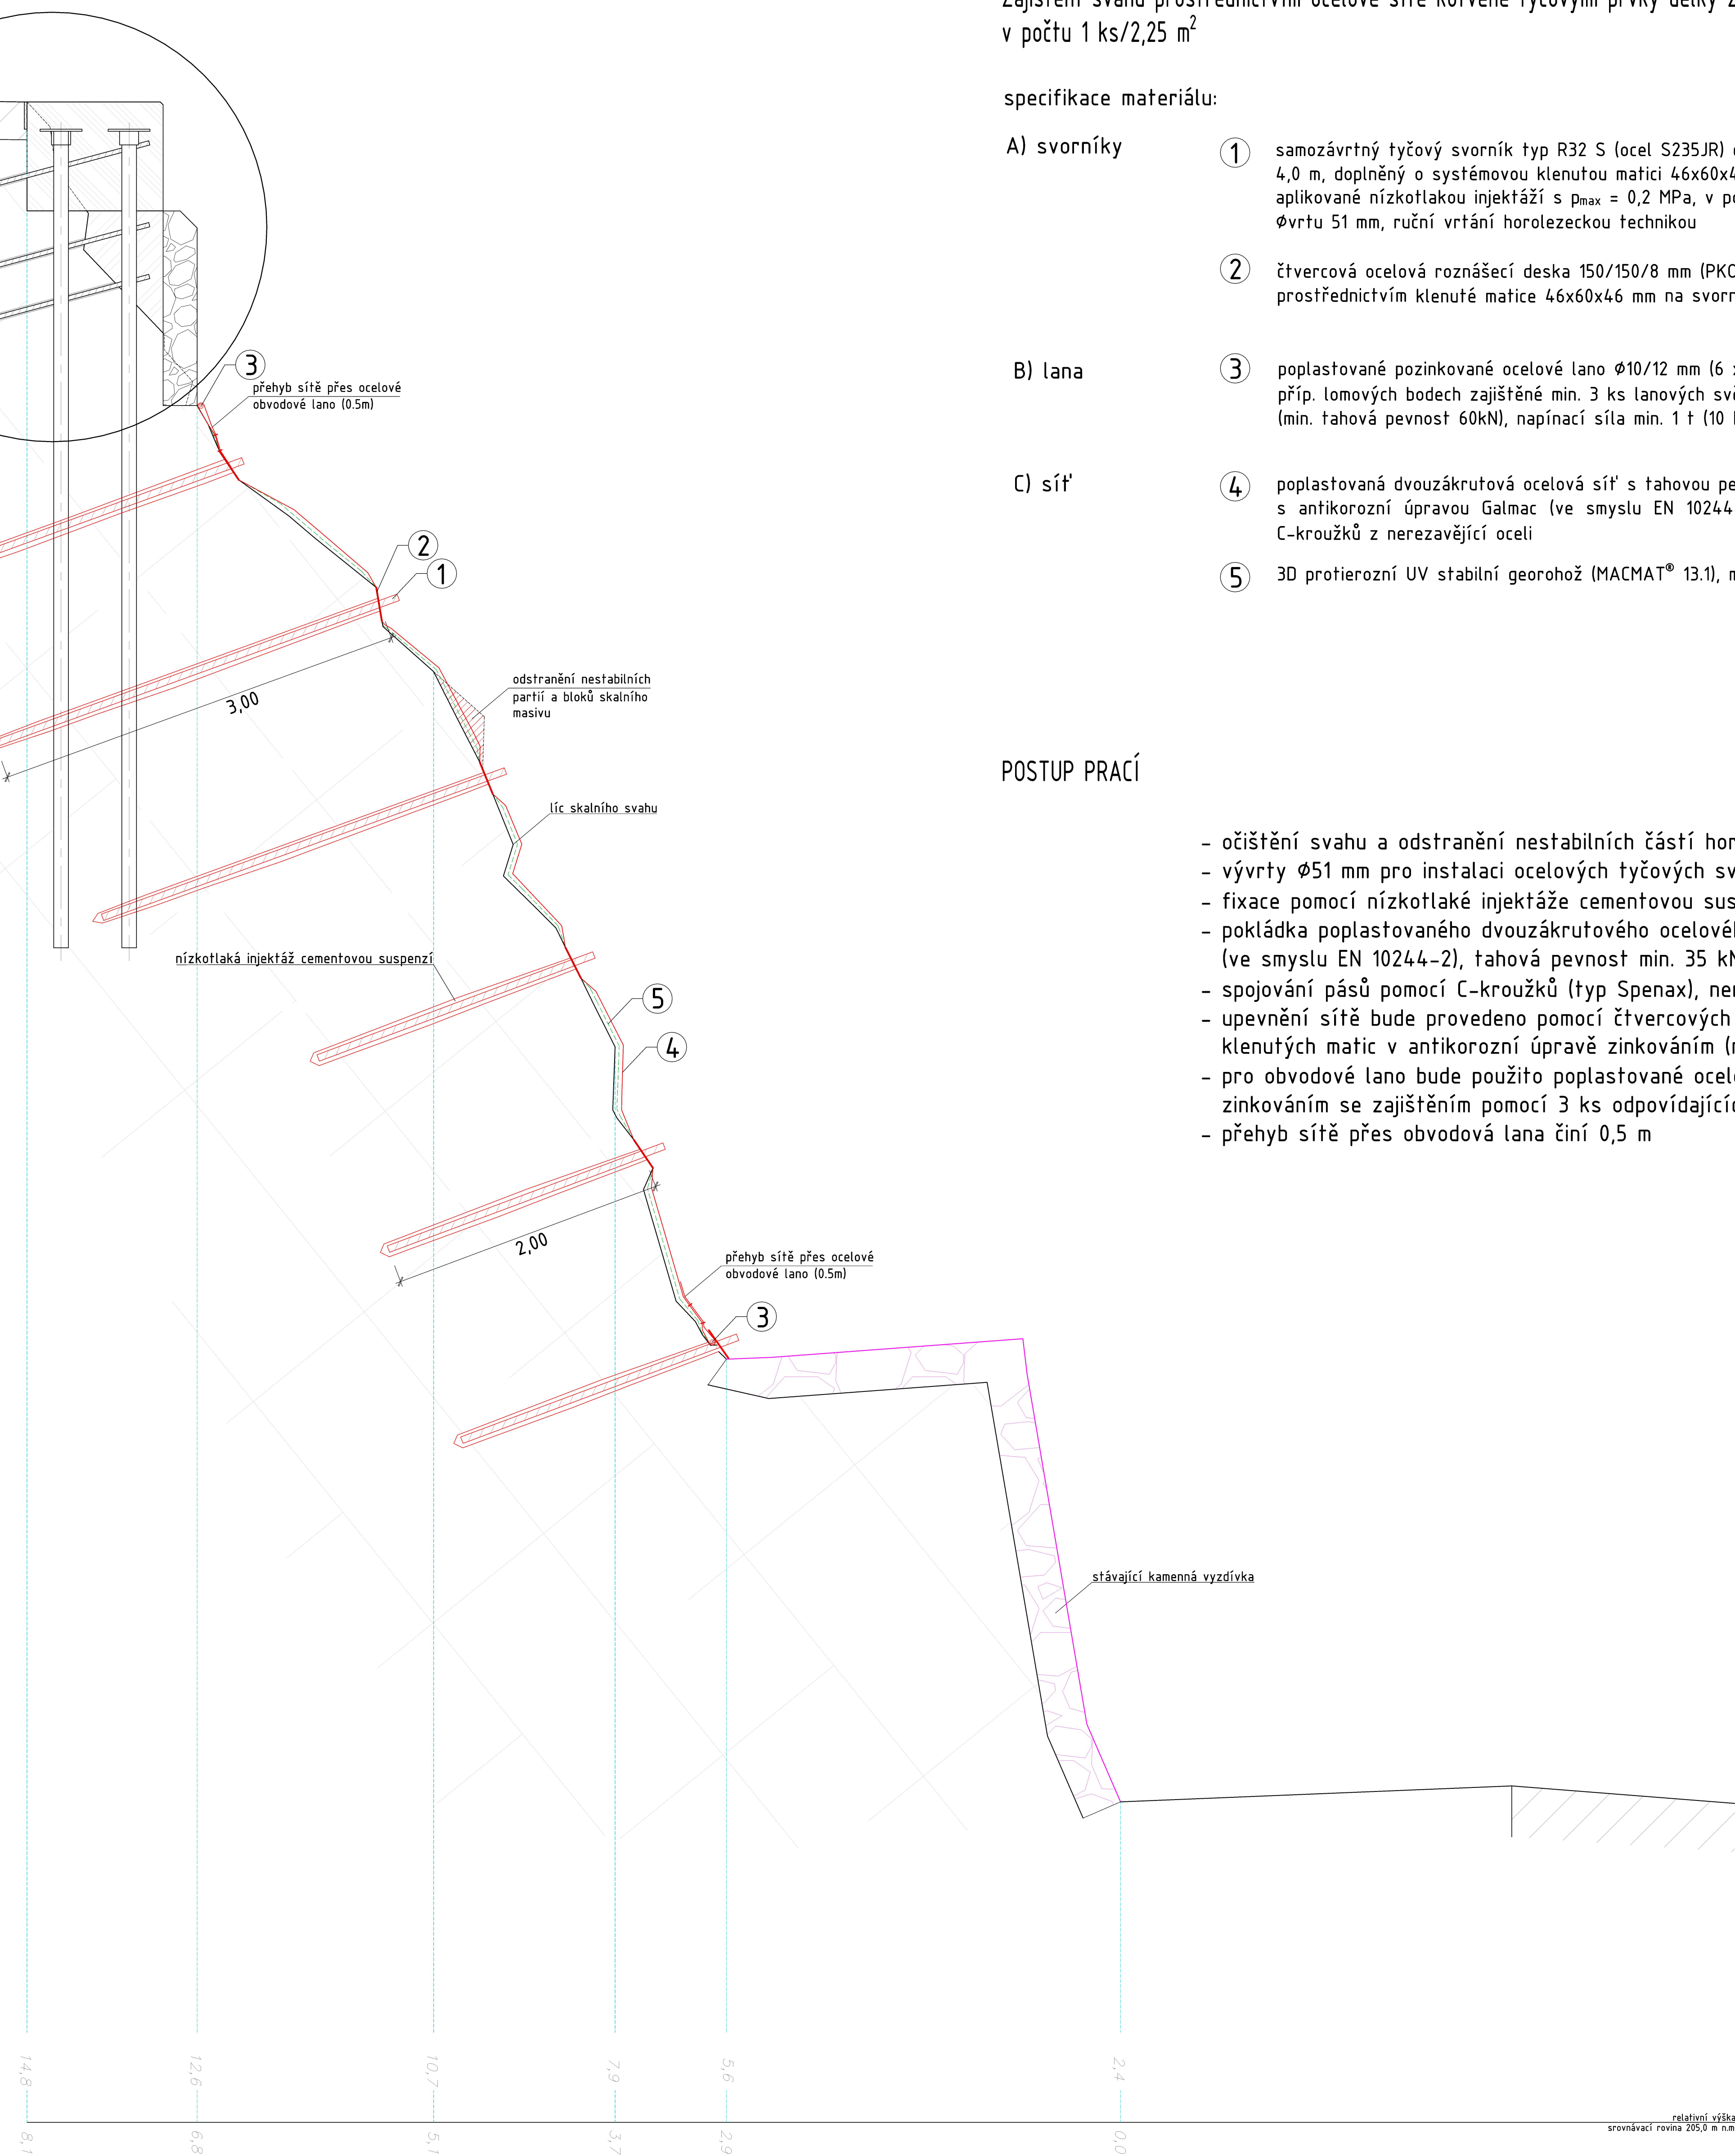 v počtu 1 ks/2,25 m²
specifikace materiálu:
A) svorníky
1
samozávrtný tyčový svorník typ R32 S (ocel S235JR)
4,0 m, doplněný o systémovou klenutou matici
aplikované nízkotlakou injektáží s pmax = 0,2 MPa, v
Øvrtu 51 mm, ruční vrtání horolezeckou technikou
2
čtvercová ocelová roznášecí deska 150/150/8 mm
prostřednictvím klenuté matice 46x60x46 mm na
B) lana
3
poplastované pozinkované ocelové lano Ø10/12 mm (6
příp. lomových bodech zajištěné min. 3 ks lanových
(min. tahová pevnost 60kN), napínací síla min. 1 t (10
C) síť
4
poplastovaná dvouzákrutová ocelová síť s tahovou
s antikorozní úpravou Galmac (ve smyslu EN 10244
C-kroužků z nerezavějící oceli
5
3D protierozní UV stabilní georohož (MACMAT® 13.1),
3
přehyb sítě přes ocelové
obvodové lano (0.5m)
2
1
3,00
odstranění nestabilních
partií a bloků skalního
masivu
líc skalního svahu
nízkotlaká injektáž cementovou suspenzí
5
4
2,00
přehyb sítě přes ocelové
obvodové lano (0.5m)
3
stávající kamenná vyzdívka
POSTUP PRACÍ
- očištění svahu a odstranění nestabilních částí
- vývrty Ø51 mm pro instalaci ocelových tyčových
- fixace pomocí nízkotlaké injektáže cementovou
- pokládka poplastovaného dvouzákrutového
(ve smyslu EN 10244-2), tahová pevnost min. 35
- spojování pásů pomocí C-kroužků (typ Spenax),
- upevnění sítě bude provedeno pomocí čtvercových
klenutých matic v antikorozní úpravě zinkováním
- pro obvodové lano bude použito poplastované
zinkováním se zajištěním pomocí 3 ks
- přehyb sítě přes obvodová lana činí 0,5 m
14,8
12,6
10,7
7,9
5,6
2,4
relativní výška
srovnávací rovina 205,0 m n.m
8,1
6,8
5,1
3,7
2,9
0,0